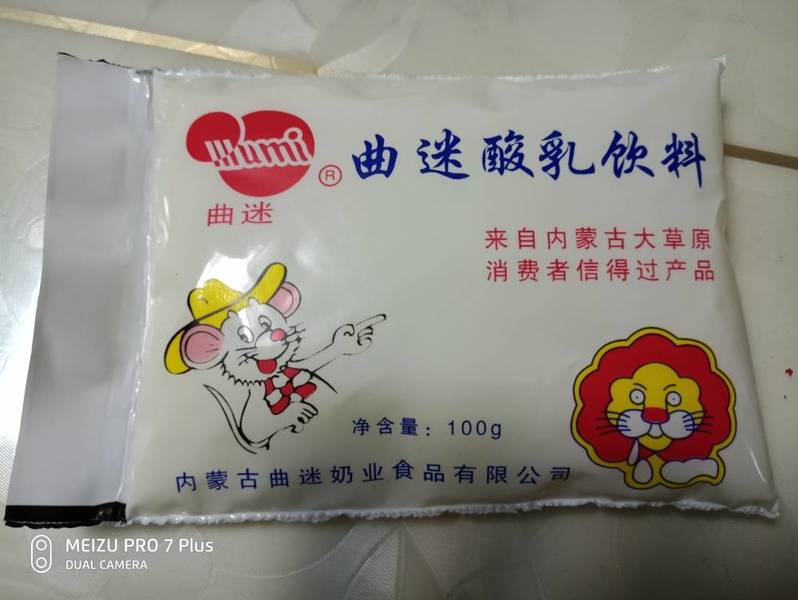 Wumi
®
曲迷
曲迷酸乳饮料
来自内蒙古大草原
消费者信得过产品
净含量：100g
内蒙古曲迷奶业食品有限公司
MEIZU PRO 7 Plus
DUAL CAMERA